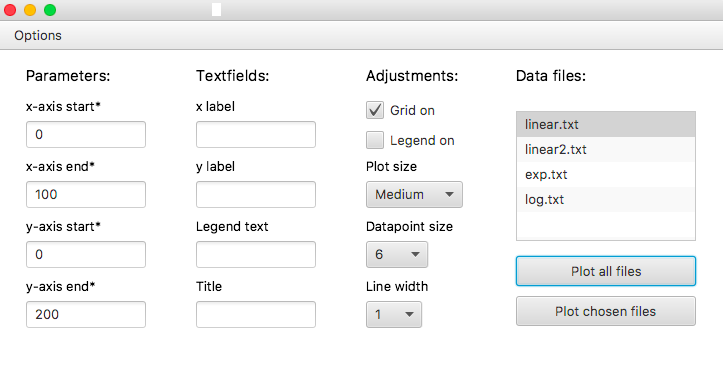 Options
Parameters:
x-axis start*
0
x-axis end*
100
y-axis start*
0
y-axis end*
200
Textfields:
x label
y label
Legend text
Title
Adjustments:
Grid on
Legend on
Plot size
Medium
Datapoint size
6
Line width
1
Data files:
linear.txt
linear2.txt
exp.txt
log.txt
Plot all files
Plot chosen files